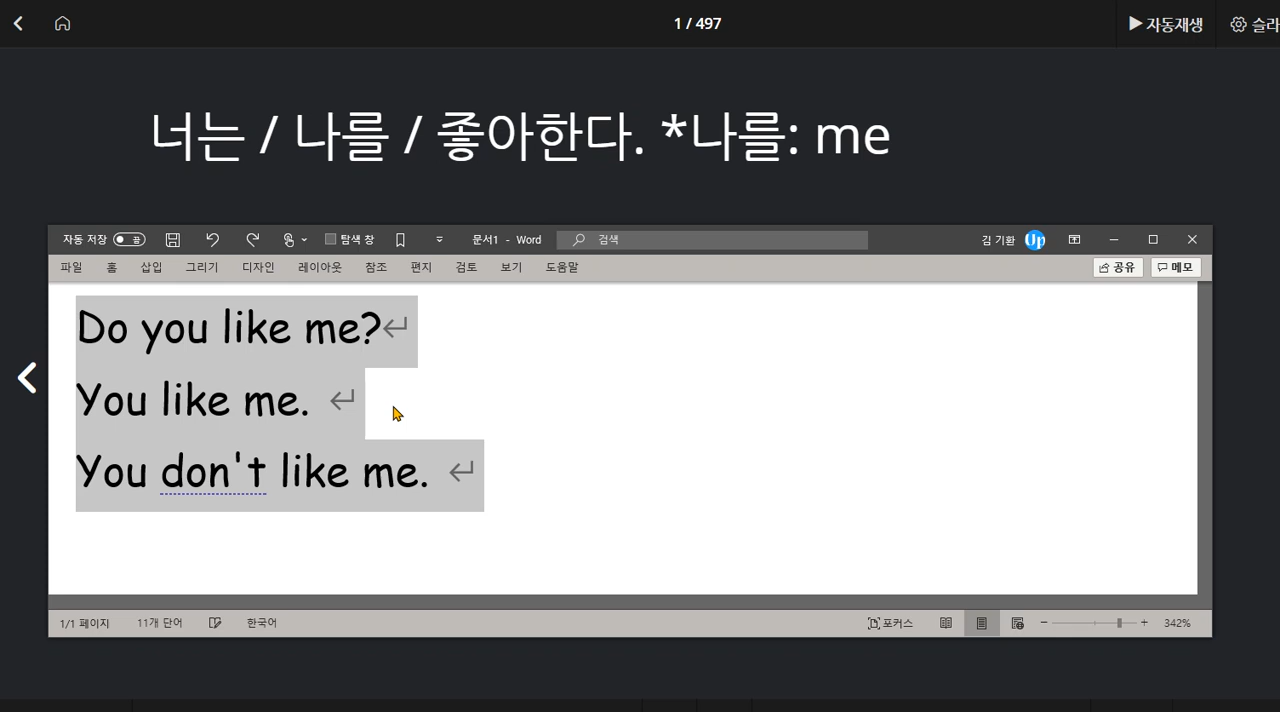 1 / 497
자동재생
슬라
너는 / 나를 / 좋아한다. *나를: me
자동 저장 끔 탐색 창 문서1 - Word 검색 김 기환 Up
파일 홈 삽입 그리기 디자인 레이아웃 참조 편지 검토 보기 도움말 공유 메모
Do you like me?
You like me.
You don't like me.
1/1 페이지 11개 단어 한국어 포커스 342%